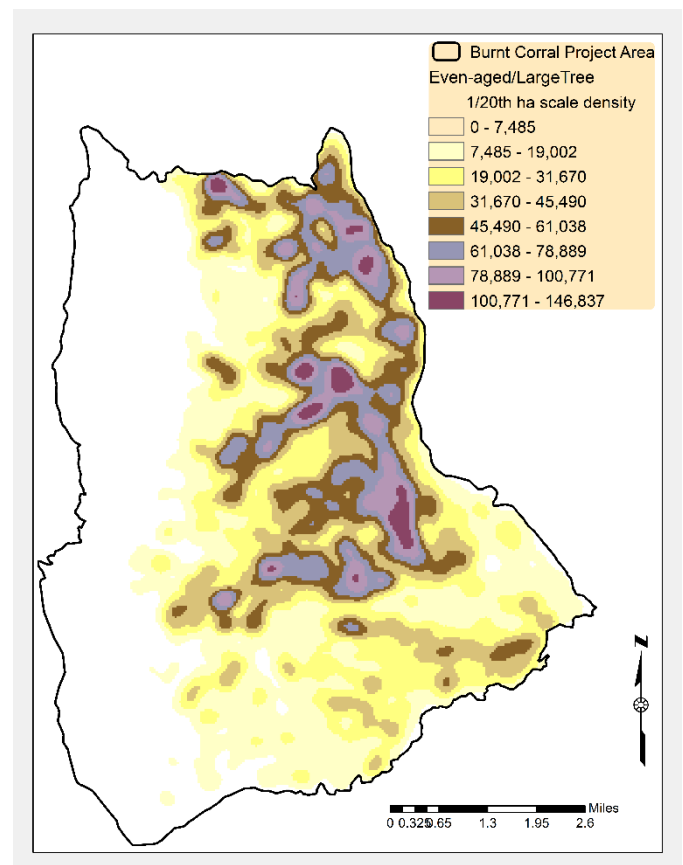 Burnt Corral Project Area
Even-aged/LargeTree
1/20th ha scale density
0 - 7,485
7,485 - 19,002
19,002 - 31,670
31,670 - 45,490
45,490 - 61,038
61,038 - 78,889
78,889 - 100,771
100,771 - 146,837
N
Miles
0 0.325 0.65 1.3 1.95 2.6